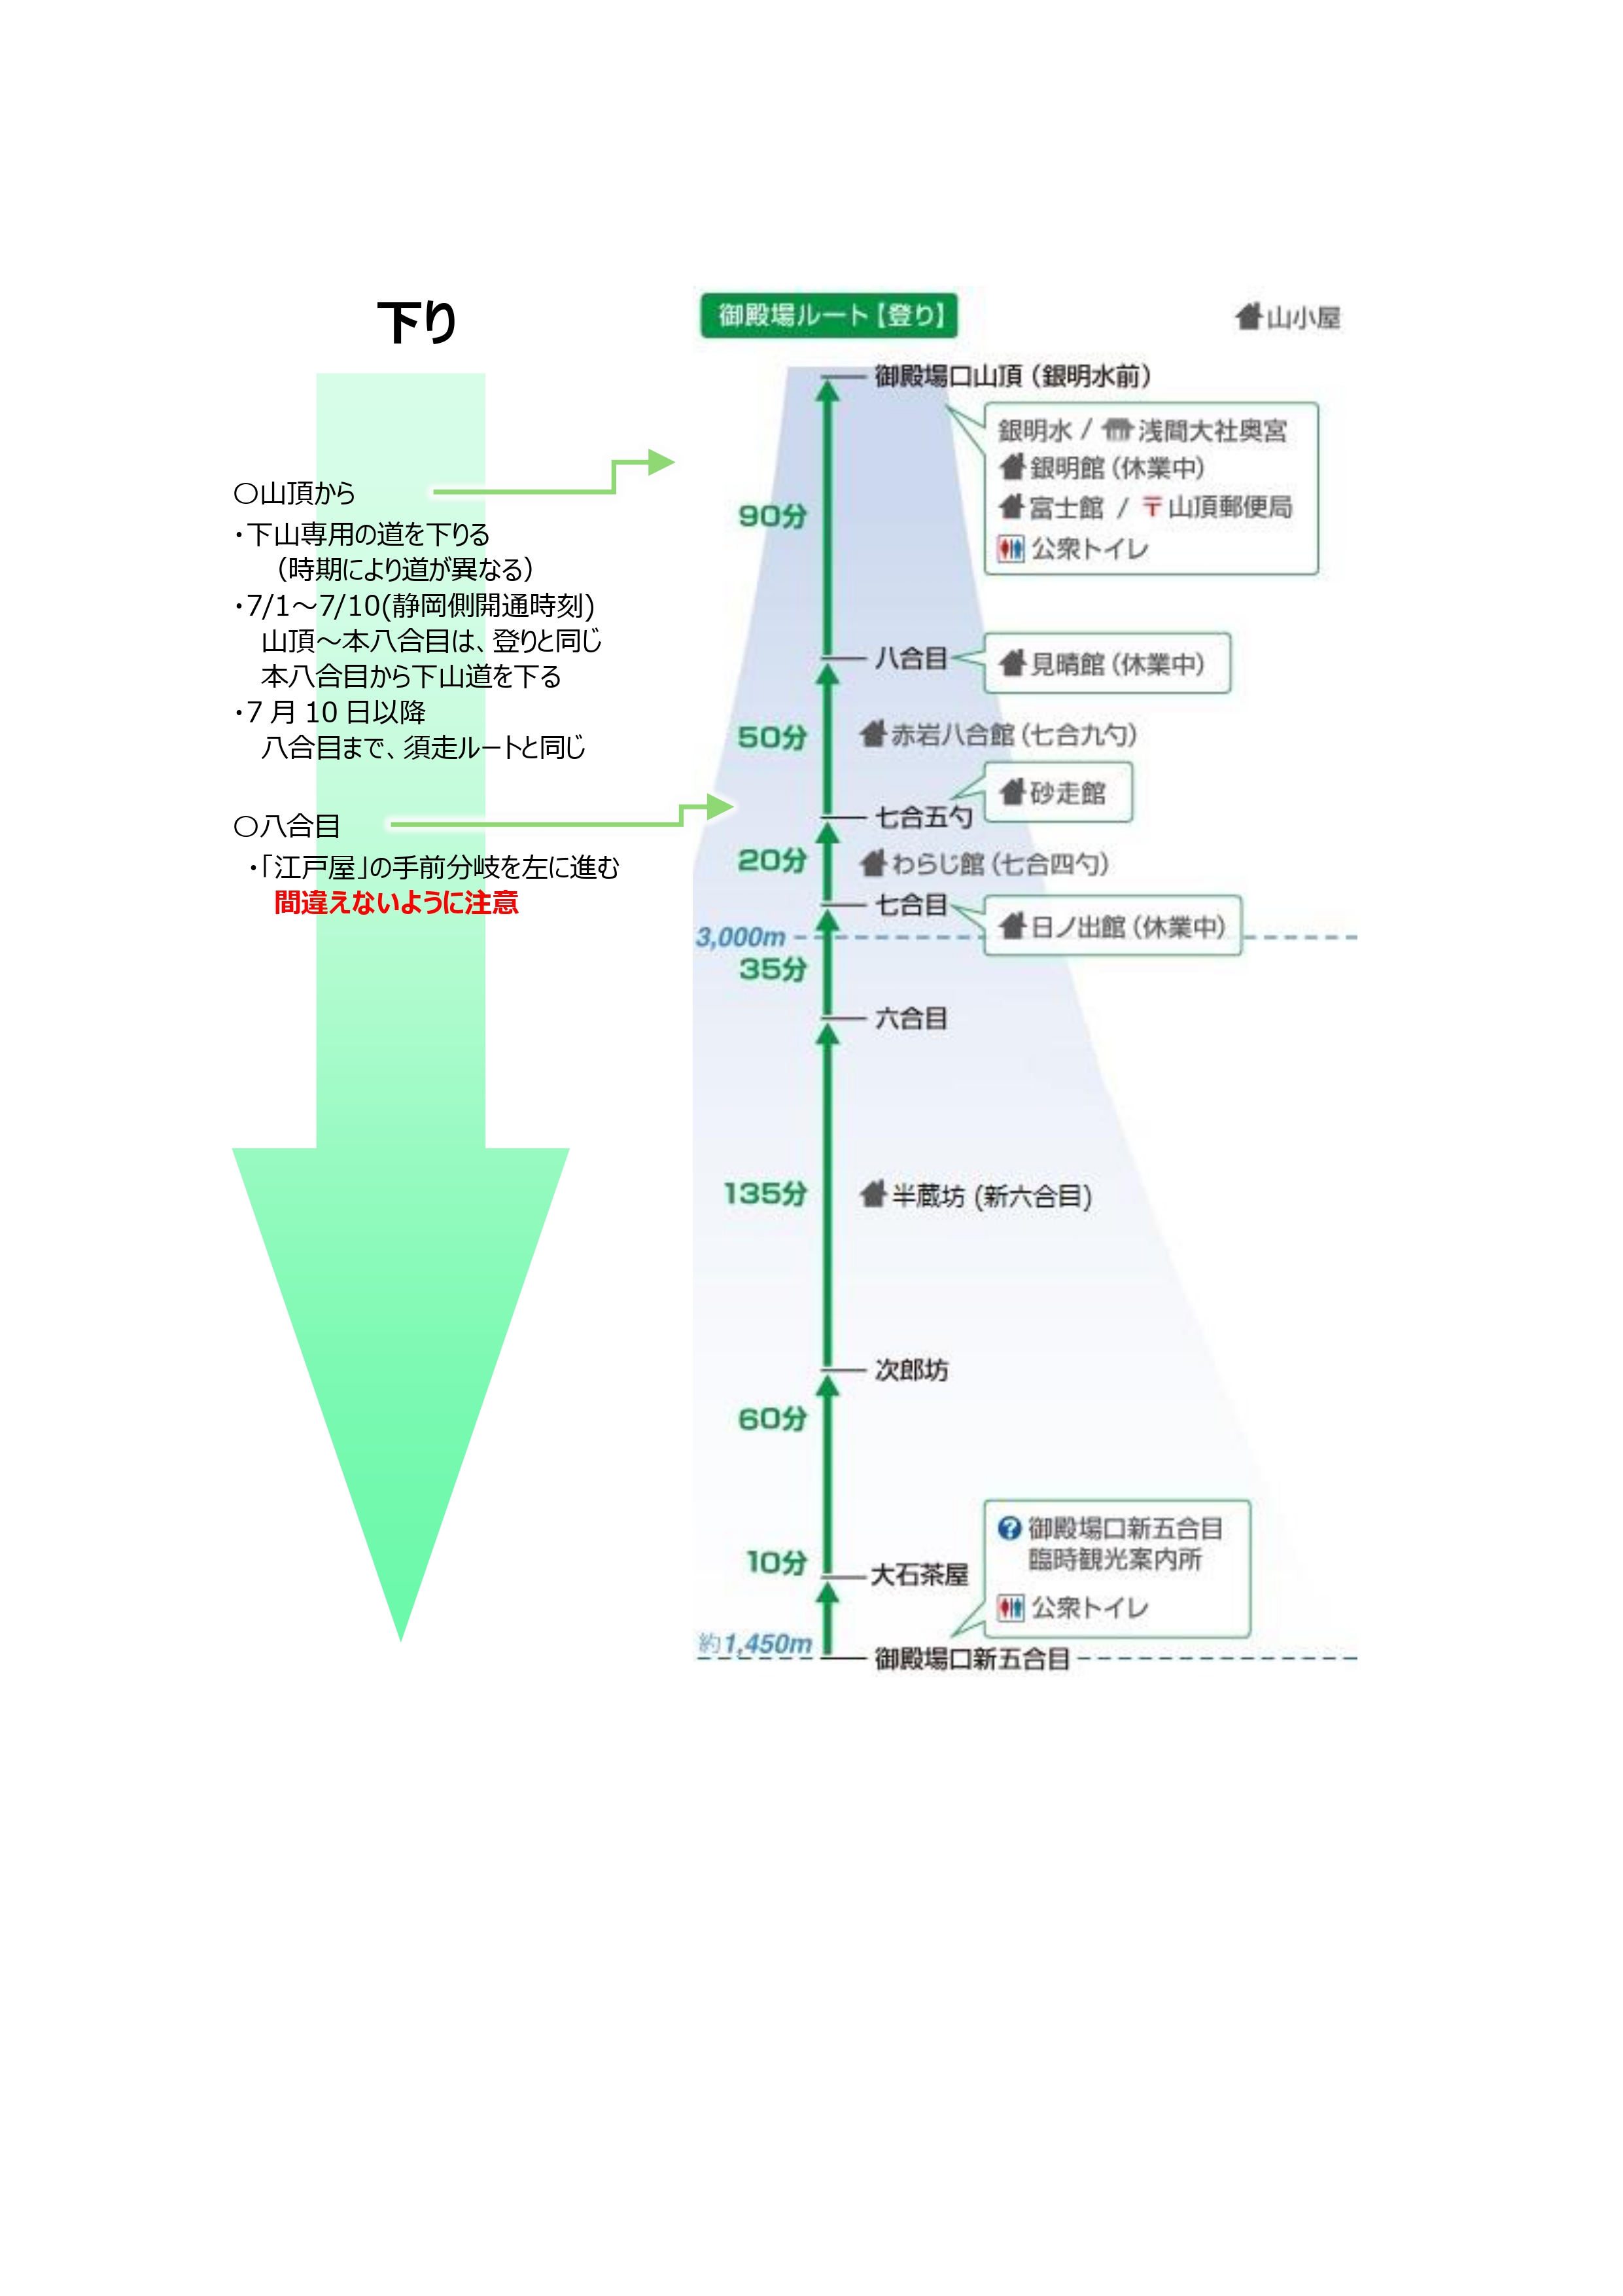 下り
○山頂から
・下山専用の道を下りる
（時期により道が異なる）
・7/1～7/10(静岡側開通時刻)
山頂～本八合目は、登りと同じ
本八合目から下山道を下る
・7 月 10 日以降
八合目まで、須走ルートと同じ
○八合目
・「江戸屋」の手前分岐を左に進む
間違えないように注意
御殿場ルート【登り】
山小屋
御殿場口山頂（銀明水前）
銀明水 / 浅間大社奥宮
銀明館（休業中）
富士館 / 〒山頂郵便局
公衆トイレ
90分
八合目
見晴館（休業中）
50分
赤岩八合館（七合九勺）
砂走館
七合五勺
20分
わらじ館（七合四勺）
七合目
日ノ出館（休業中）
3,000m
35分
六合目
135分
半蔵坊 (新六合目)
次郎坊
60分
? 御殿場口新五合目
臨時観光案内所
公衆トイレ
10分
大石茶屋
約1,450m
御殿場口新五合目